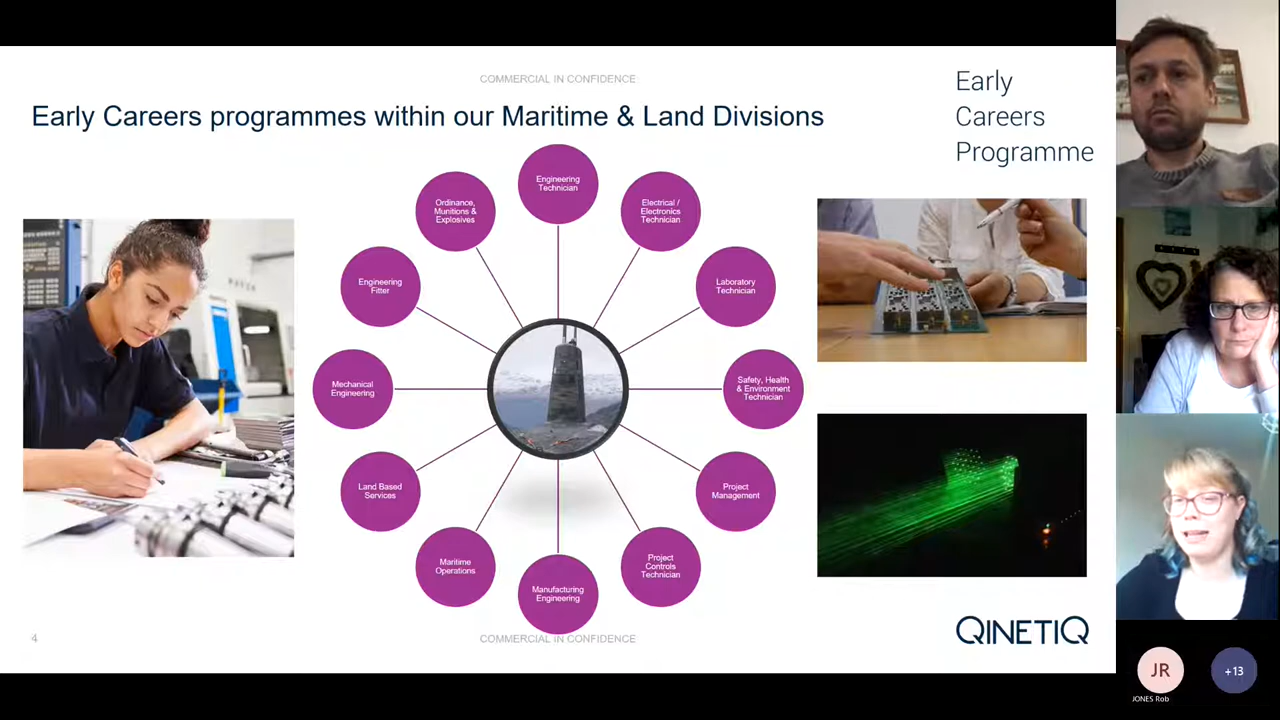 COMMERCIAL IN CONFIDENCE
Early Careers programmes within our Maritime & Land Divisions
Early
Careers
Programme
Engineering
Technician
Electrical /
Electronics
Technician
Laboratory
Technician
Safety, Health
& Environment
Technician
Project
Management
Project
Controls
Technician
Manufacturing
Engineering
Maritime
Operations
Land Based
Services
Mechanical
Engineering
Engineering
Fitter
Ordinance,
Munitions &
Explosives
4
COMMERCIAL IN CONFIDENCE
QINETIQ
JR
JONES Rob
+13